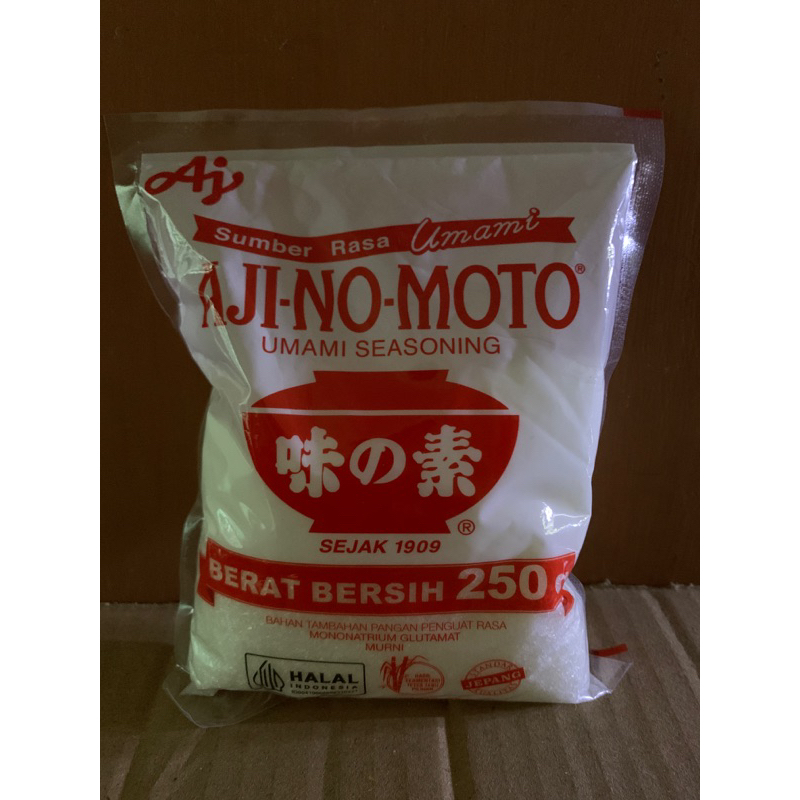 Aj
Sumber Rasa Umami
AJI-NO-MOTO®
UMAMI SEASONING
味の素
®
SEJAK 1909
BERAT BERSIH 250 g
BAHAN TAMBAHAN PANGAN PENGUAT RASA
MONONATRIUM GLUTAMAT
MURNI
HALAL
INDONESIA
STANDAR
JEPANG